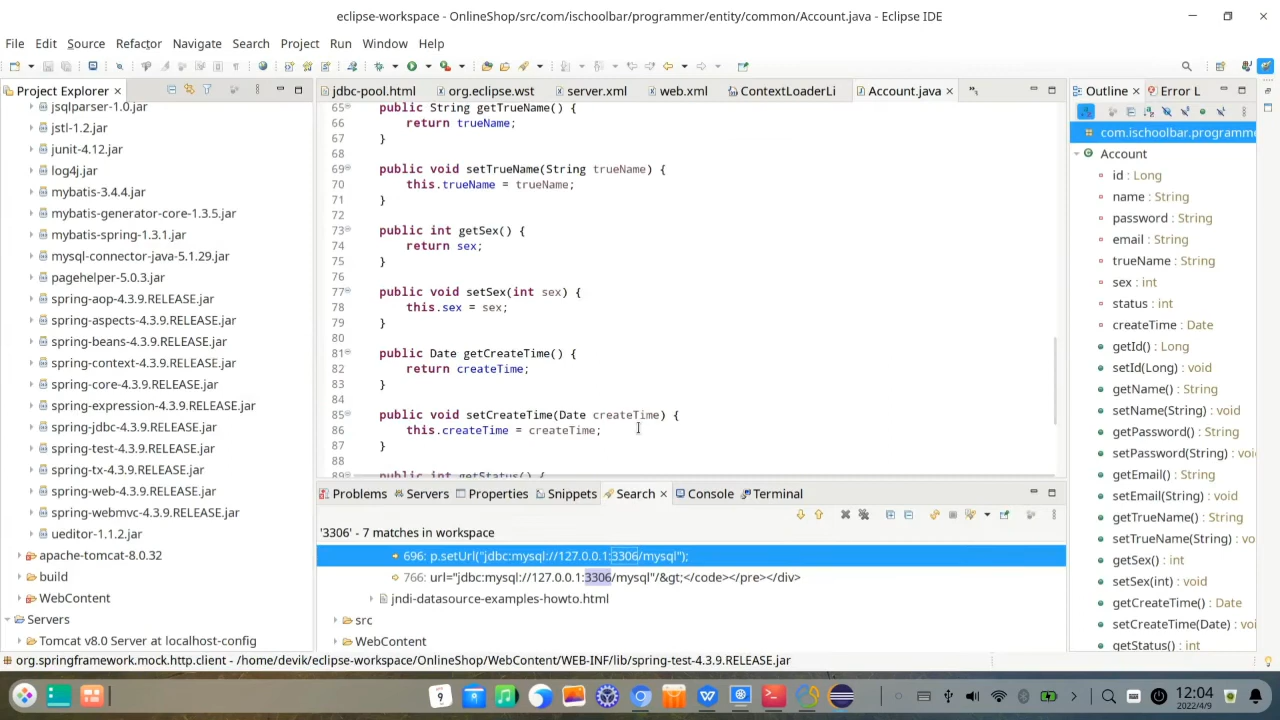 eclipse-workspace - OnlineShop/src/com/ischoolbar/programmer/entity/common/Account.java - Eclipse IDE
File Edit Source Refactor Navigate Search Project Run Window Help
Project Explorer
jsqlparser-1.0.jar
jstl-1.2.jar
junit-4.12.jar
log4j.jar
mybatis-3.4.4.jar
mybatis-generator-core-1.3.5.jar
mybatis-spring-1.3.1.jar
mysql-connector-java-5.1.29.jar
pagehelper-5.0.3.jar
spring-aop-4.3.9.RELEASE.jar
spring-aspects-4.3.9.RELEASE.jar
spring-beans-4.3.9.RELEASE.jar
spring-context-4.3.9.RELEASE.jar
spring-core-4.3.9.RELEASE.jar
spring-expression-4.3.9.RELEASE.jar
spring-jdbc-4.3.9.RELEASE.jar
spring-test-4.3.9.RELEASE.jar
spring-tx-4.3.9.RELEASE.jar
spring-web-4.3.9.RELEASE.jar
spring-webmvc-4.3.9.RELEASE.jar
ueditor-1.1.2.jar
apache-tomcat-8.0.32
build
WebContent
Servers
Tomcat v8.0 Server at localhost-config
jdbc-pool.html org.eclipse.wst server.xml web.xml ContextLoaderLi Account.java
65 public String getTrueName() {
66 return trueName;
67 }
68
69 public void setTrueName(String trueName) {
70 this.trueName = trueName;
71 }
72
73 public int getSex() {
74 return sex;
75 }
76
77 public void setSex(int sex) {
78 this.sex = sex;
79 }
80
81 public Date getCreateTime() {
82 return createTime;
83 }
84
85 public void setCreateTime(Date createTime) {
86 this.createTime = createTime;
87 }
88
89 public int getStatus() {
Problems Servers Properties Snippets Search Console Terminal
'3306' - 7 matches in workspace
696: p.setUrl("jdbc:mysql://127.0.0.1:3306/mysql");
766: url="jdbc:mysql://127.0.0.1:3306/mysql"/&gt;</code></pre></div>
jndi-datasource-examples-howto.html
src
WebContent
Outline Error L
com.ischoolbar.programme
Account
id : Long
name : String
password : String
email : String
trueName : String
sex : int
status : int
createTime : Date
getId() : Long
setId(Long) : void
getName() : String
setName(String) : void
getPassword() : String
setPassword(String) : voi
getEmail() : String
setEmail(String) : void
getTrueName() : String
setTrueName(String) : vo
getSex() : int
setSex(int) : void
getCreateTime() : Date
setCreateTime(Date) : voi
getStatus() : int
org.springframework.mock.http.client - /home/devik/eclipse-workspace/OnlineShop/WebContent/WEB-INF/lib/spring-test-4.3.9.RELEASE.jar
12:04
2022/4/9